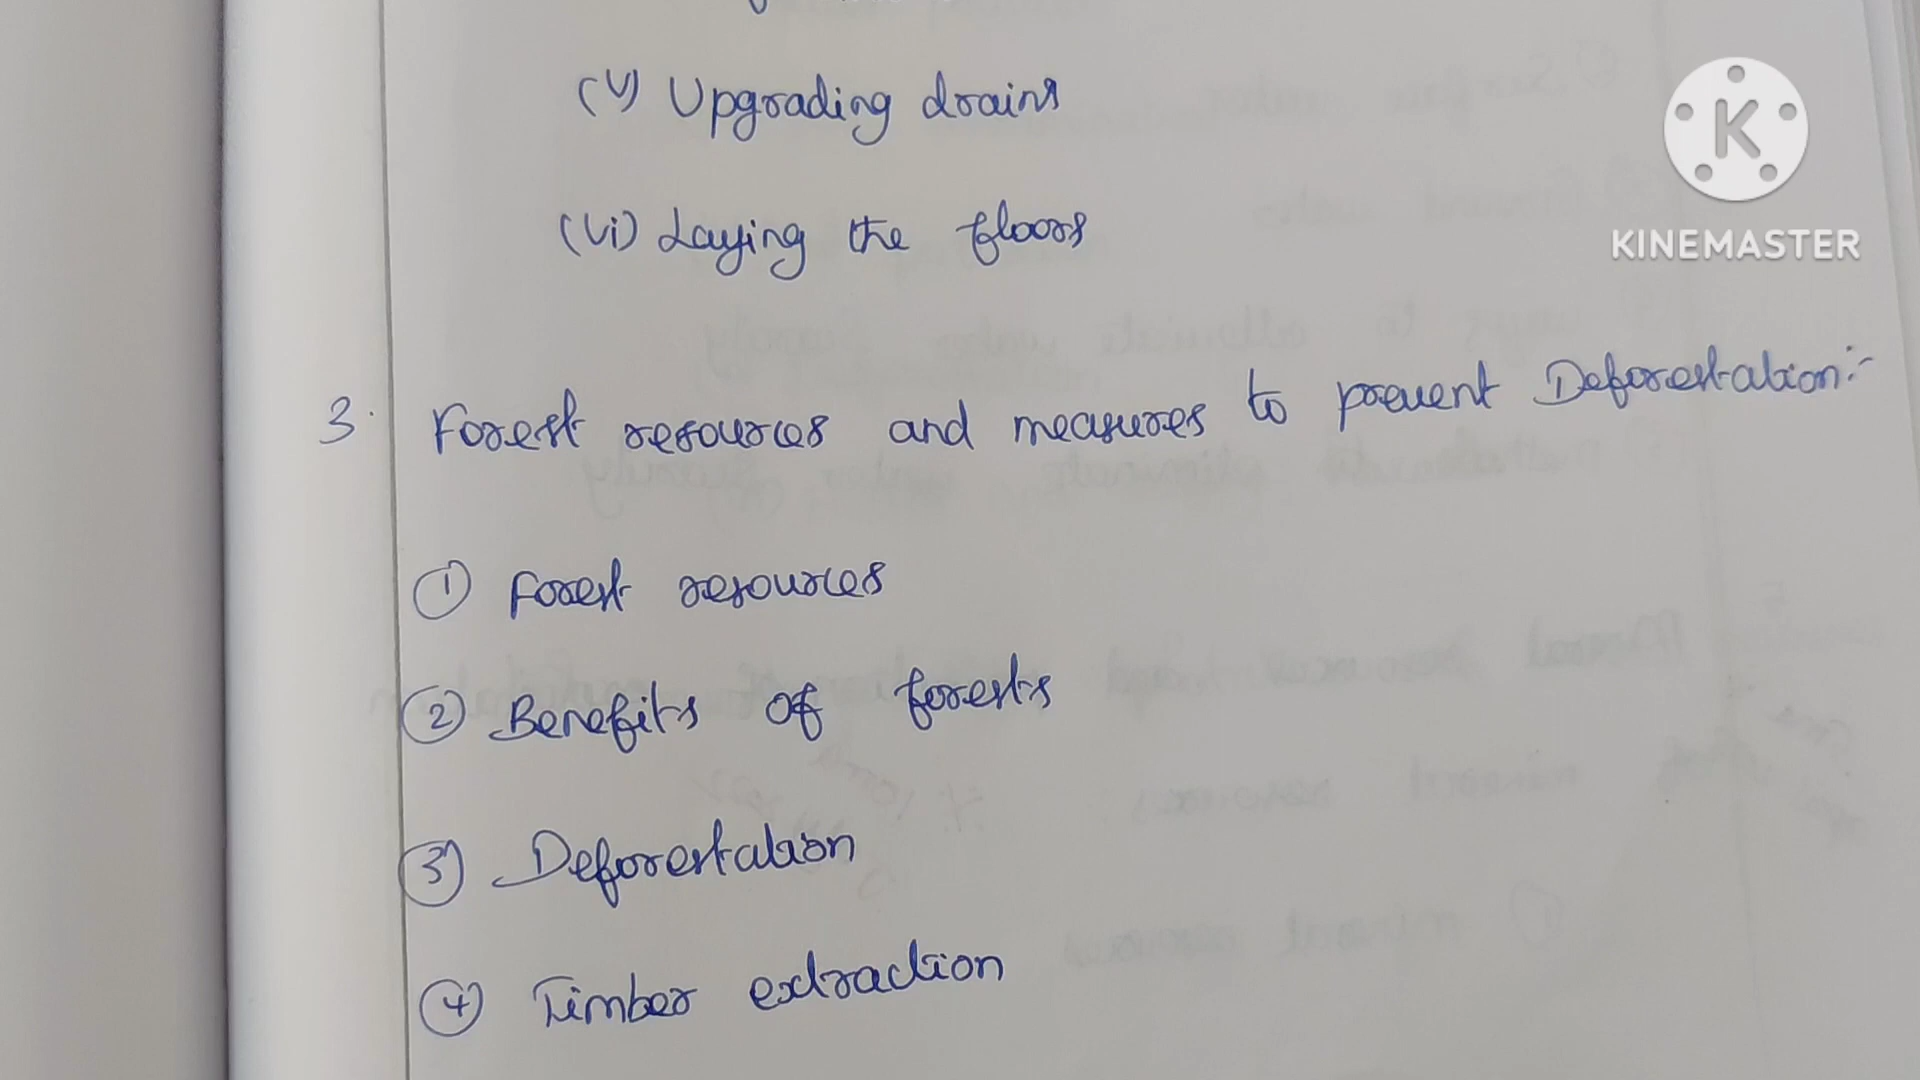 (v) Upgrading drains
(vi) Laying the floors
3. Forest resources and measures to prevent Deforestation:-
① Forest resources
② Benefits of forests
③ Deforestation
④ Timber extraction
K
KINEMASTER